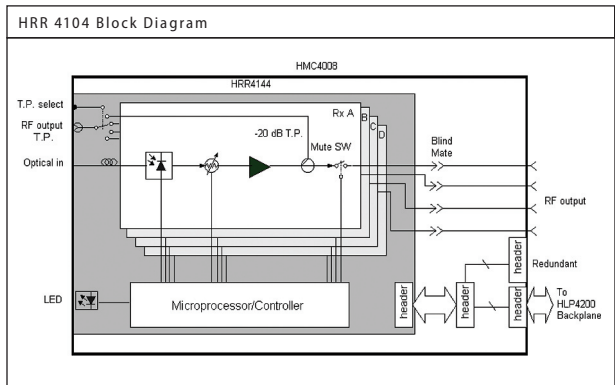 HRR 4104 Block Diagram
HMC4008
HRR4144
T.P. select
RF output
T.P.
Optical in
Rx A
B
C
D
-20 dB T.P.
Mute SW
Blind
Mate
RF output
LED
Microprocessor/Controller
header
header
header
header
Redundant
To
HLP4200
Backplane